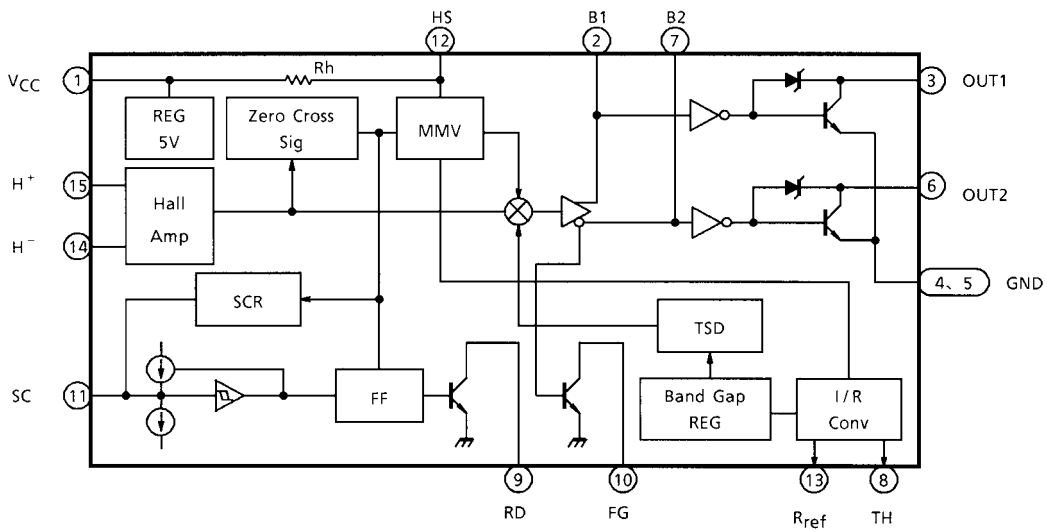 HS B1 B2
12 2 7
VCC 1 Rh 3 OUT1
REG
5V
Zero Cross
Sig
MMV
H+ 15
Hall
Amp
6 OUT2
H− 14
4、5 GND
SCR
TSD
SC 11
FF
Band Gap
REG
I/R
Conv
9 10 13 8
RD FG Rref TH